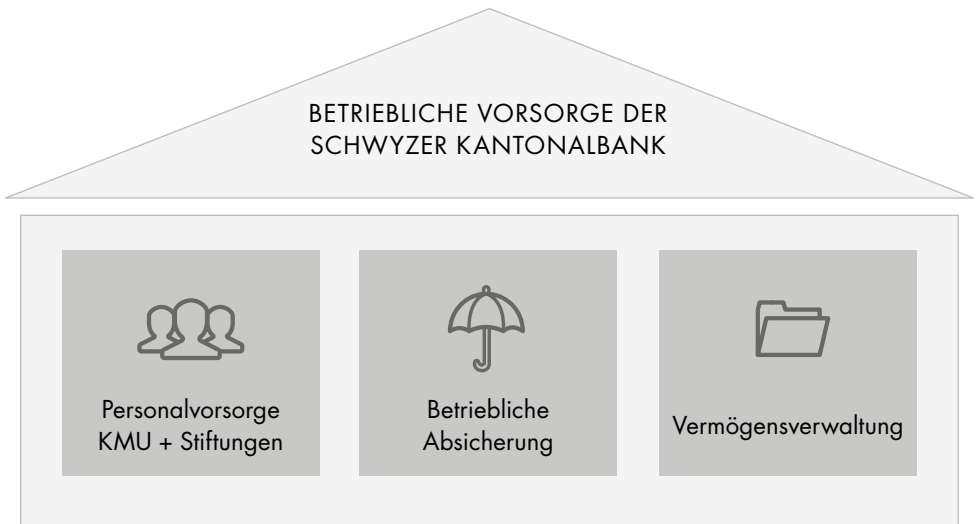 BETRIEBLICHE VORSORGE DER
SCHWYZER KANTONALBANK
Personalvorsorge
KMU + Stiftungen
Betriebliche
Absicherung
Vermögensverwaltung